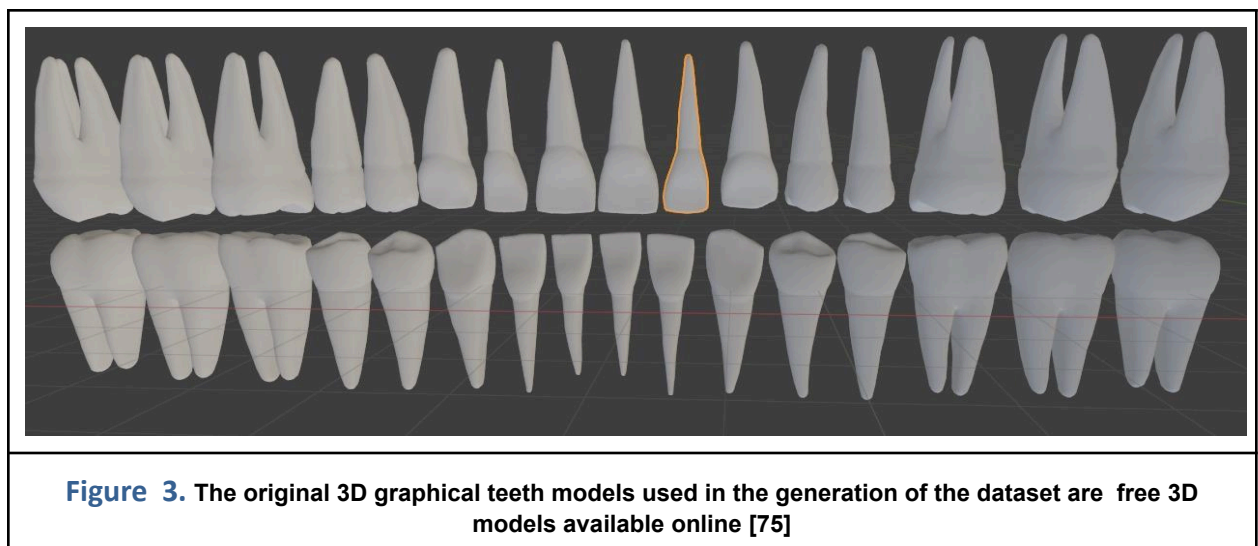 Figure 3. The original 3D graphical teeth models used in the generation of the dataset are free 3D
models available online [75]